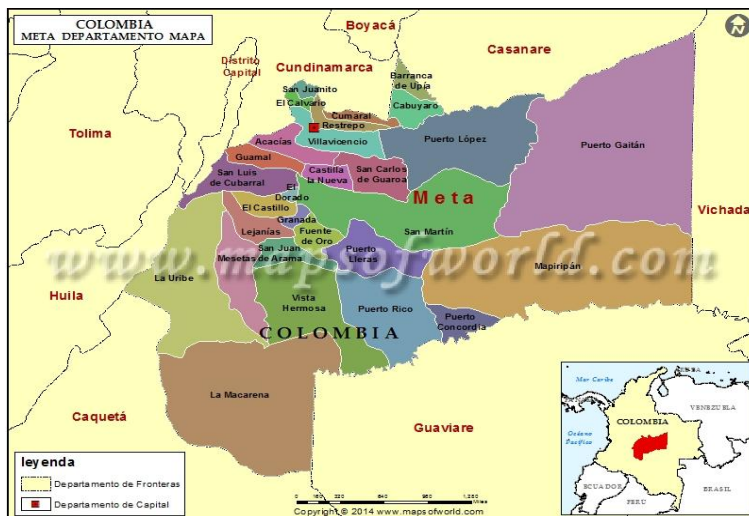 COLOMBIA
META DEPARTAMENTO MAPA
N
Boyacá
Casanare
Distrito
Capital
Cundinamarca
Barranca
de Upía
San Juanito
El Calvario
Cabuyaro
Cumaral
Restrepo
Tolima
Acacías
Villavicencio
Puerto López
Puerto Gaitán
Guamal
San Luis
de Cubarral
Castilla
la Nueva
San Carlos
de Guaroa
El
Dorado
Meta
Vichada
El Castillo
Granada
Lejanías
Fuente
de Oro
San Martín
San Juan
de Arama
Mesetas
Puerto
Lleras
Mapiripán
www.mapsofworld.com
La Uribe
Huila
Vista
Hermosa
Puerto Rico
Puerto
Concordia
COLOMBIA
La Macarena
Caquetá
Guaviare
leyenda
Departamento de Fronteras
Departamento de Capital
0
Copyright © 2014 www.mapsofworld.com
Mar Caribe
VENEZUELA
COLOMBIA
Océano
Pacífico
ECUADOR
BRASIL
PERÚ